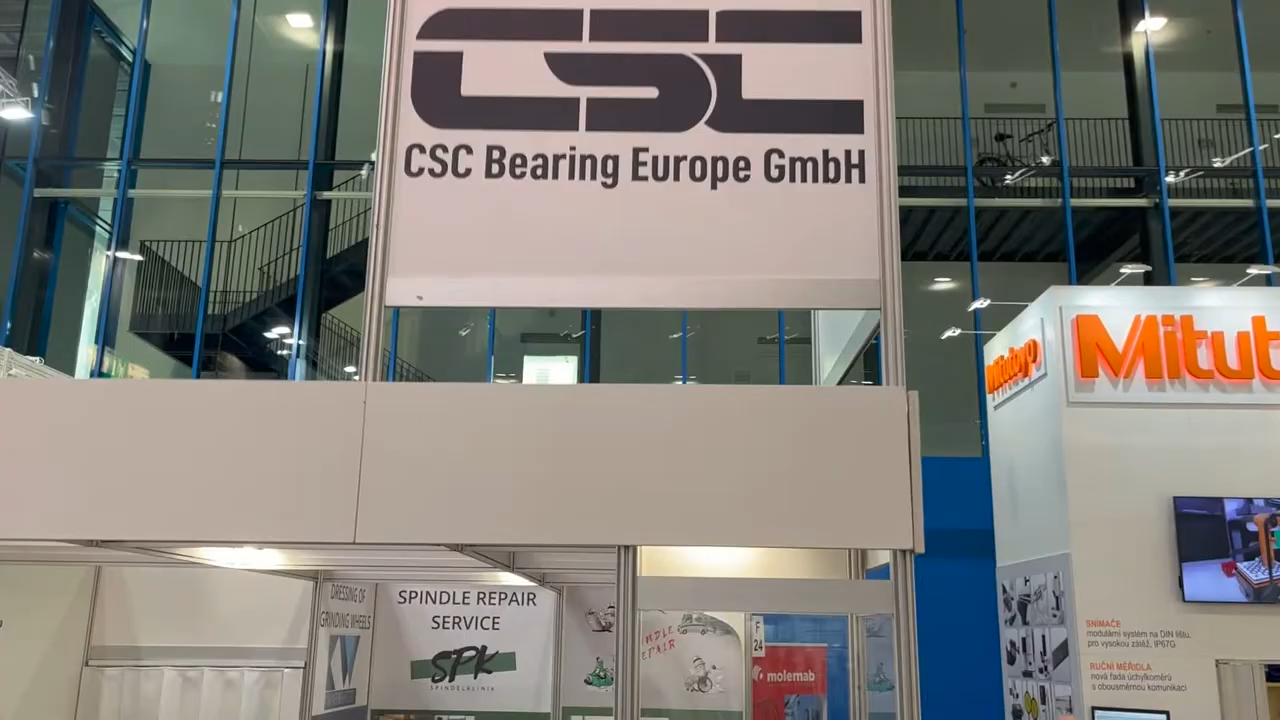 CSC
CSC Bearing Europe GmbH
Mitutoyo
Mitut
DRESSING OF
GRINDING WHEELS
SPINDLE REPAIR
SERVICE
SPK
SPINDELKLINIK
REPAIR
F
24
molemab
SNÍMAČE
modulární systém na DIN lištu,
pro vysokou zátěž, IP67G
RUČNÍ MĚŘIDLA
nová řada úchylkoměrů
s obousměrnou komunikací